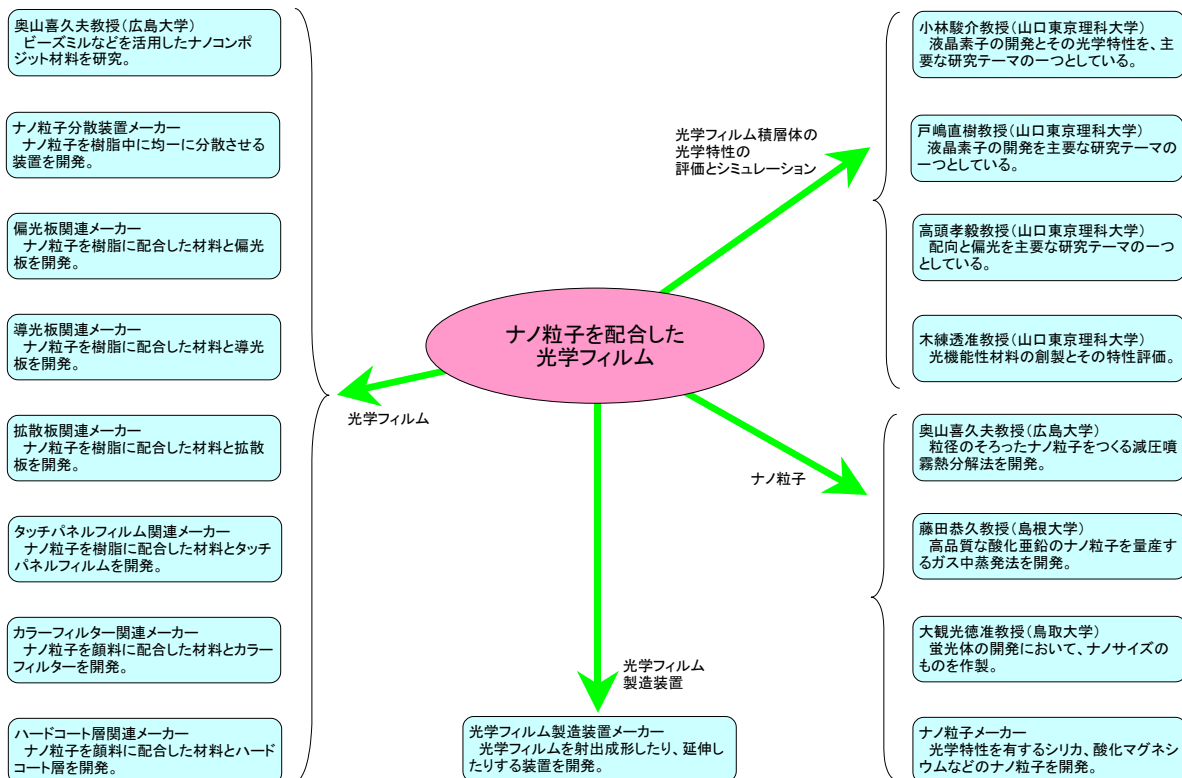 奥山喜久夫教授（広島大学）
ビーズミルなどを活用したナノコンポ
ジット材料を研究。
ナノ粒子分散装置メーカー
ナノ粒子を樹脂中に均一に分散させる
装置を開発。
偏光板関連メーカー
ナノ粒子を樹脂に配合した材料と偏光
板を開発。
導光板関連メーカー
ナノ粒子を樹脂に配合した材料と導光
板を開発。
拡散板関連メーカー
ナノ粒子を樹脂に配合した材料と拡散
板を開発。
タッチパネルフィルム関連メーカー
ナノ粒子を樹脂に配合した材料とタッチ
パネルフィルムを開発。
カラーフィルター関連メーカー
ナノ粒子を顔料に配合した材料とカラー
フィルターを開発。
ハードコート層関連メーカー
ナノ粒子を顔料に配合した材料とハード
コート層を開発。
光学フィルム
ナノ粒子を配合した
光学フィルム
光学フィルム積層体の
光学特性の
評価とシミュレーション
ナノ粒子
光学フィルム
製造装置
光学フィルム製造装置メーカー
光学フィルムを射出成形したり、延伸し
たりする装置を開発。
小林駿介教授（山口東京理科大学）
液晶素子の開発とその光学特性を、主
要な研究テーマの一つとしている。
戸嶋直樹教授（山口東京理科大学）
液晶素子の開発を主要な研究テーマの
一つとしている。
高頭孝毅教授（山口東京理科大学）
配向と偏光を主要な研究テーマの一つ
としている。
木練透准教授（山口東京理科大学）
光機能性材料の創製とその特性評価。
奥山喜久夫教授（広島大学）
粒径のそろったナノ粒子をつくる減圧噴
霧熱分解法を開発。
藤田恭久教授（島根大学）
高品質な酸化亜鉛のナノ粒子を量産す
るガス中蒸発法を開発。
大観光徳准教授（鳥取大学）
蛍光体の開発において、ナノサイズの
ものを作製。
ナノ粒子メーカー
光学特性を有するシリカ、酸化マグネシ
ウムなどのナノ粒子を開発。